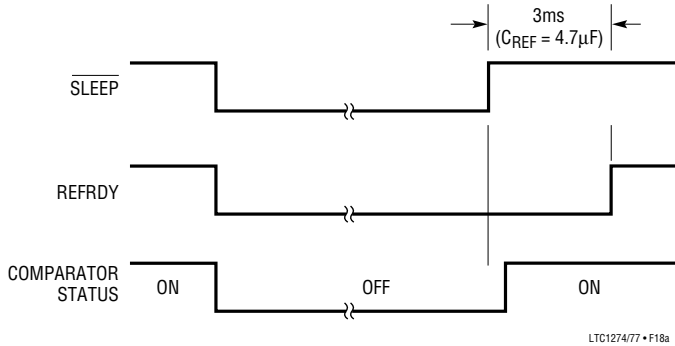 3ms
(CREF = 4.7μF)
SLEEP
REFRDY
COMPARATOR
STATUS
ON
OFF
ON
LTC1274/77 • F18a